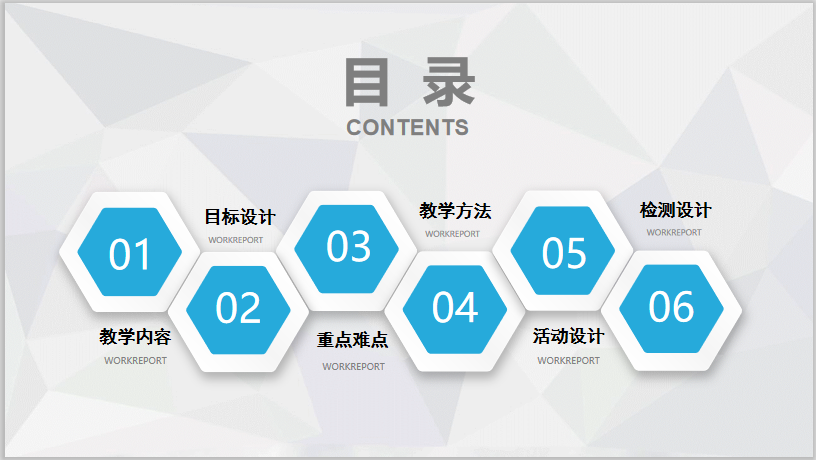 目 录
CONTENTS
01
教学内容
WORKREPORT
02
目标设计
WORKREPORT
03
重点难点
WORKREPORT
04
教学方法
WORKREPORT
05
活动设计
WORKREPORT
06
检测设计
WORKREPORT